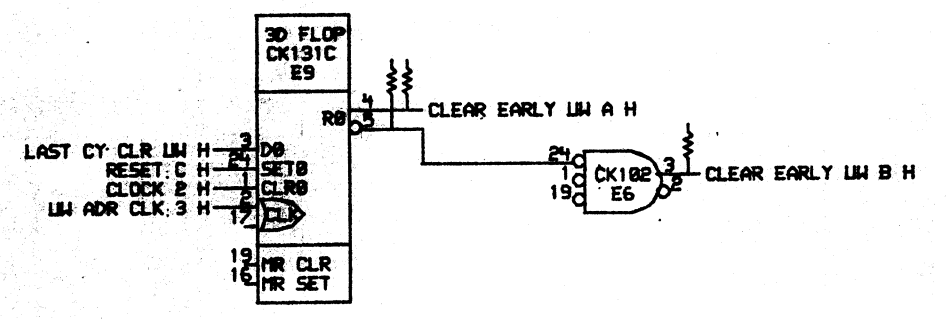 3D FLOP
CK131C
E9
R0
4
5
CLEAR EARLY UW A H
LAST CY CLR UW H
3
D0
RESET C H
24
SET0
CLOCK 2 H
1
CLR0
UW ADR CLK 3 H
17
CLK
19
MR CLR
16
MR SET
24
1
19
CK102
E6
3
2
CLEAR EARLY UW B H